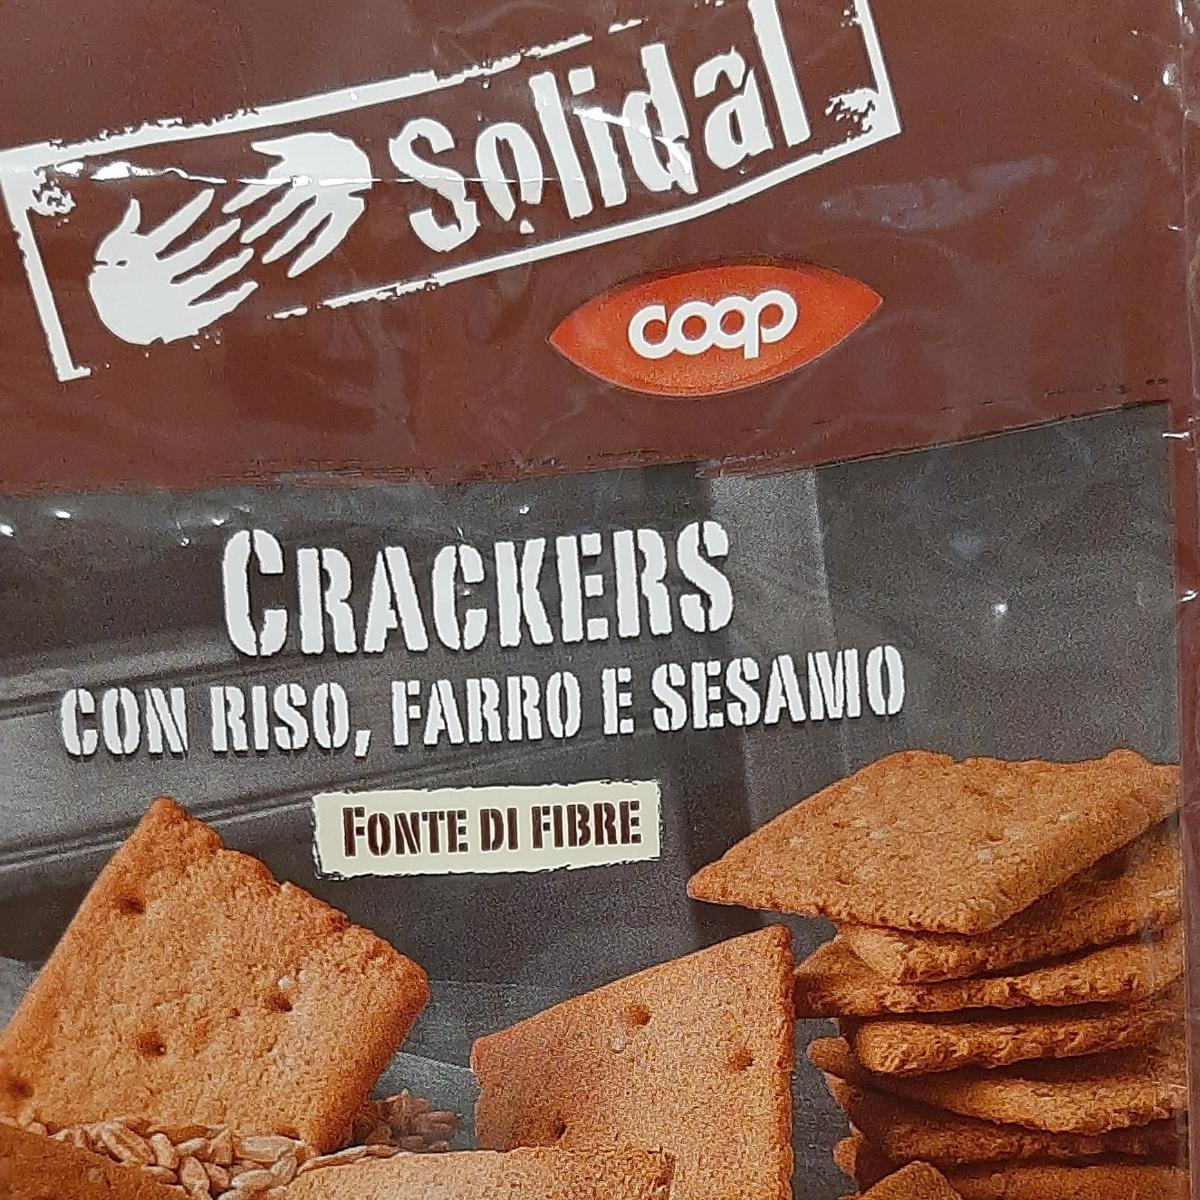 Solidal
coop
CRACKERS
CON RISO, FARRO E SESAMO
FONTE DI FIBRE